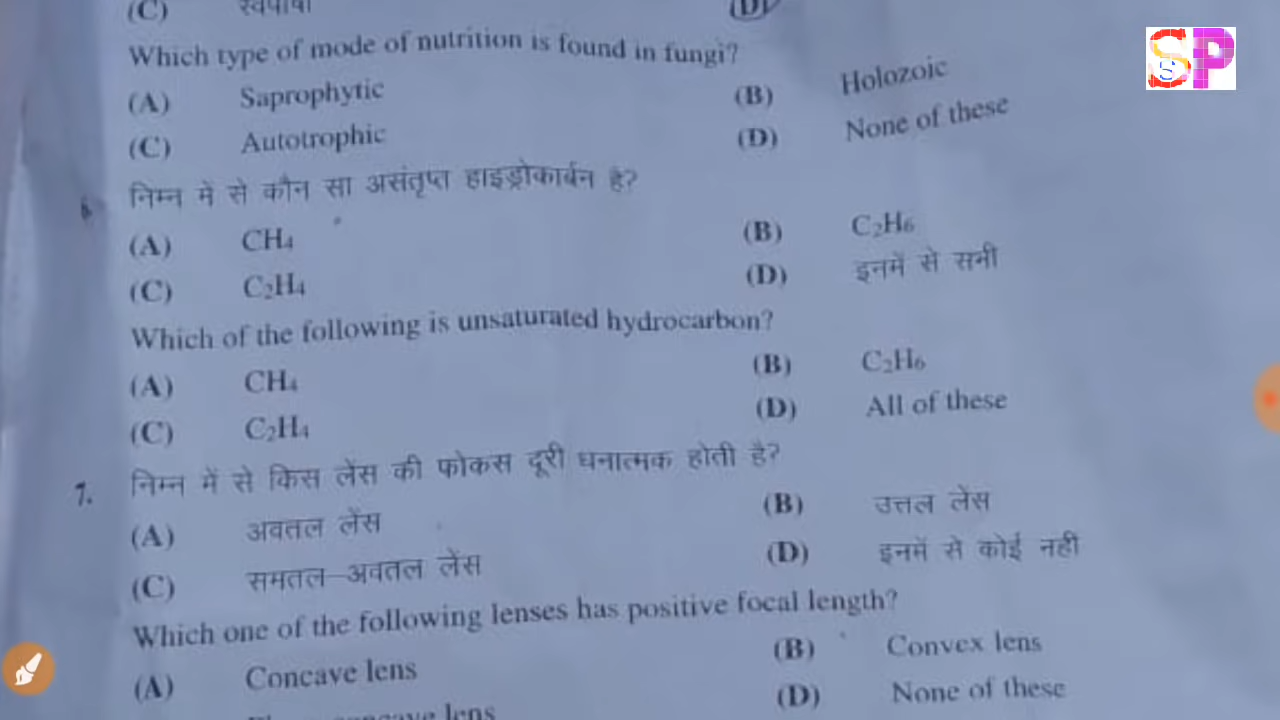 (C) स्वपोषी (D)
Which type of mode of nutrition is found in fungi?
(A) Saprophytic (B) Holozoic
(C) Autotrophic (D) None of these
6. निम्न में से कौन सा असंतृप्त हाइड्रोकार्बन है?
(A) CH₄ (B) C₂H₆
(C) C₂H₄ (D) इनमें से सभी
Which of the following is unsaturated hydrocarbon?
(A) CH₄ (B) C₂H₆
(C) C₂H₄ (D) All of these
7. निम्न में से किस लेंस की फोकस दूरी धनात्मक होती है?
(A) अवतल लेंस (B) उत्तल लेंस
(C) समतल–अवतल लेंस (D) इनमें से कोई नहीं
Which one of the following lenses has positive focal length?
(A) Concave lens (B) Convex lens
lens (D) None of these
S S P